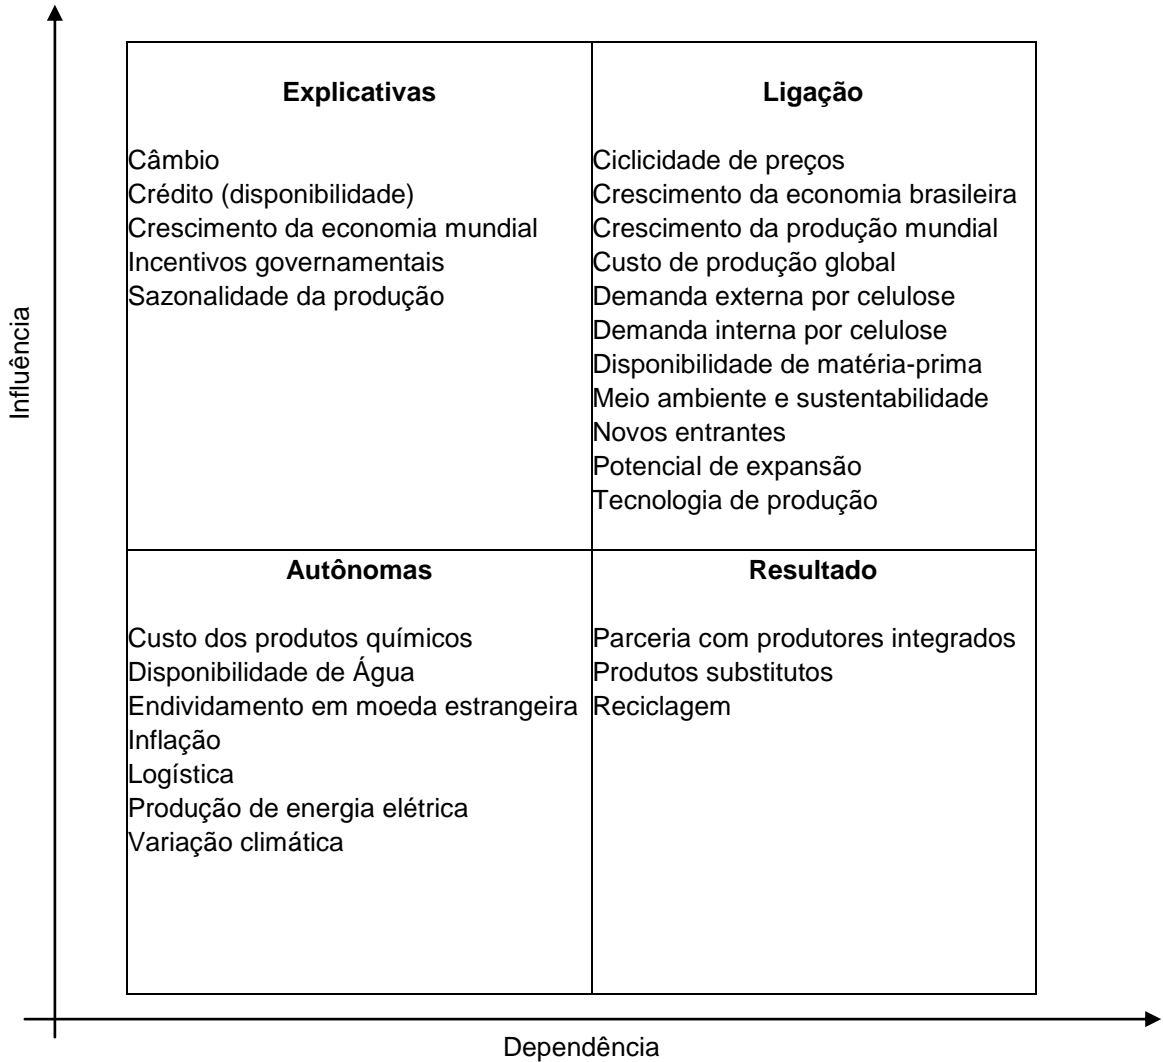 Influência
Explicativas
Câmbio
Crédito (disponibilidade)
Crescimento da economia mundial
Incentivos governamentais
Sazonalidade da produção
Ligação
Ciclicidade de preços
Crescimento da economia brasileira
Crescimento da produção mundial
Custo de produção global
Demanda externa por celulose
Demanda interna por celulose
Disponibilidade de matéria-prima
Meio ambiente e sustentabilidade
Novos entrantes
Potencial de expansão
Tecnologia de produção
Autônomas
Custo dos produtos químicos
Disponibilidade de Água
Endividamento em moeda estrangeira
Inflação
Logística
Produção de energia elétrica
Variação climática
Resultado
Parceria com produtores integrados
Produtos substitutos
Reciclagem
Dependência